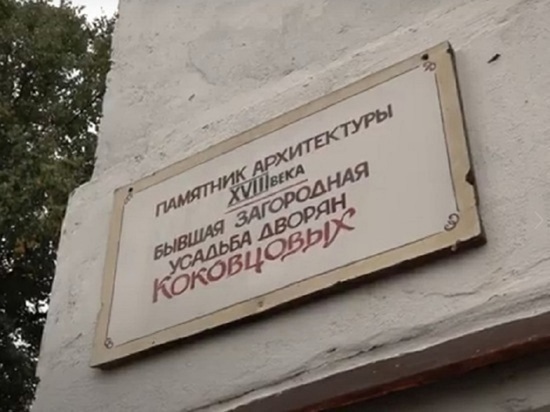 ПАМЯТНИК АРХИТЕКТУРЫ
XVIII ВЕКА
БЫВШАЯ ЗАГОРОДНАЯ
УСАДЬБА ДВОРЯН
КОКОВЦОВЫХ